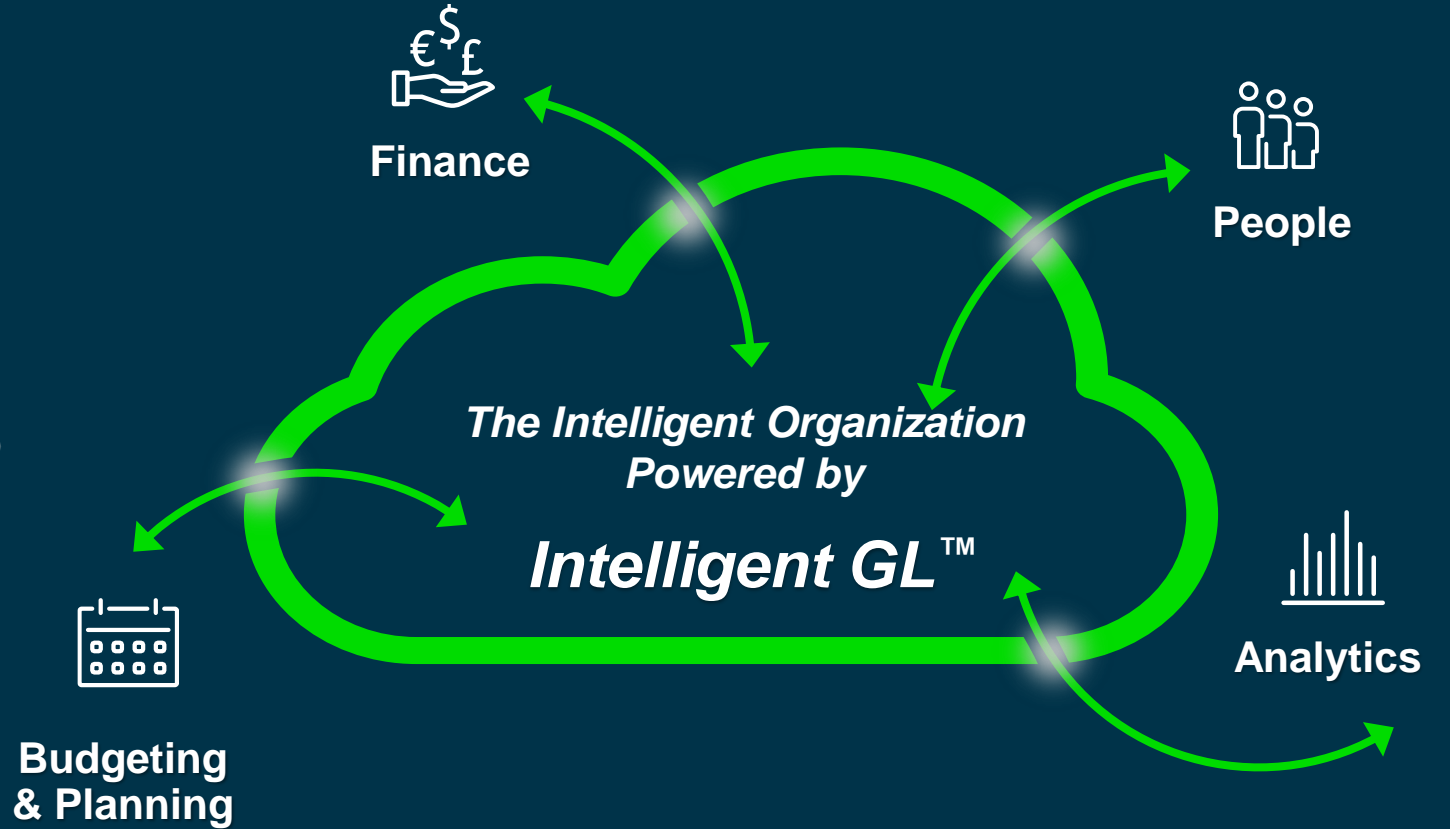 €$£
Finance
People
The Intelligent Organization
Powered by
Intelligent GL™
Analytics
Budgeting
& Planning